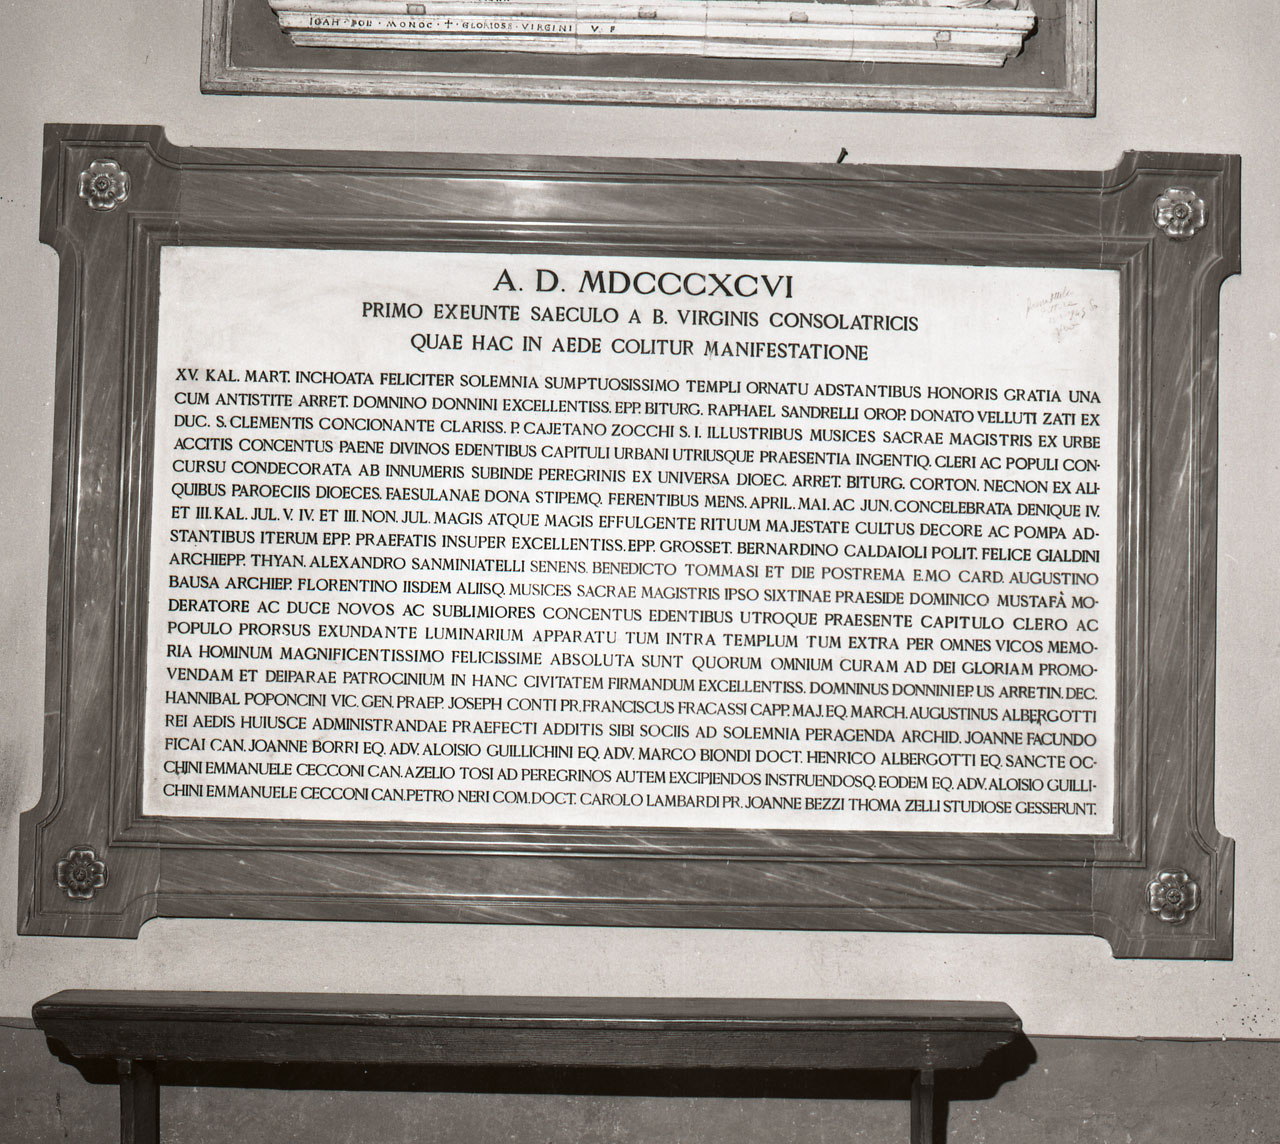 IOAH · BOU · MONOC · + · GLORIOSE · VIRGINI V. F
A. D. MDCCCXCVI
PRIMO EXEUNTE SAECULO A B. VIRGINIS CONSOLATRICIS
QUAE HAC IN AEDE COLITUR MANIFESTATIONE
XV. KAL. MART. INCHOATA FELICITER SOLEMNIA SUMPTUOSISSIMO TEMPLI ORNATU ADSTANTIBUS HONORIS GRATIA UNA
CUM ANTISTITE ARRET. DOMNINO DONNINI EXCELLENTISS. EPP. BITURG. RAPHAEL SANDRELLI OROP. DONATO VELLUTI ZATI EX
DUC. S. CLEMENTIS CONCIONANTE CLARISS. P. CAJETANO ZOCCHI S. I. ILLUSTRIBUS MUSICES SACRAE MAGISTRIS EX URBE
ACCITIS CONCENTUS PAENE DIVINOS EDENTIBUS CAPITULI URBANI UTRIUSQUE PRAESENTIA INGENTIQ. CLERI AC POPULI CON-
CURSU CONDECORATA AB INNUMERIS SUBINDE PEREGRINIS EX UNIVERSA DIOEC. ARRET. BITURG. CORTON. NECNON EX ALI-
QUIBUS PAROECIIS DIOECES. FAESULANAE DONA STIPEMQ. FERENTIBUS MENS. APRIL. MAI. AC JUN. CONCELEBRATA DENIQUE IV.
ET III. KAL. JUL. V. IV. ET III. NON. JUL. MAGIS ATQUE MAGIS EFFULGENTE RITUUM MAJESTATE CULTUS DECORE AC POMPA AD-
STANTIBUS ITERUM EPP. PRAEFATIS INSUPER EXCELLENTISS. EPP. GROSSET. BERNARDINO CALDAIOLI POLIT. FELICE GIALDINI
ARCHIEPP. THYAN. ALEXANDRO SANMINIATELLI SENENS. BENEDICTO TOMMASI ET DIE POSTREMA E.MO CARD. AUGUSTINO
BAUSA ARCHIEP. FLORENTINO IISDEM ALIISQ. MUSICES SACRAE MAGISTRIS IPSO SIXTINAE PRAESIDE DOMINICO MUSTAFÀ MO-
DERATORE AC DUCE NOVOS AC SUBLIMIORES CONCENTUS EDENTIBUS UTROQUE PRAESENTE CAPITULO CLERO AC
POPULO PRORSUS EXUNDANTE LUMINARIUM APPARATU TUM INTRA TEMPLUM TUM EXTRA PER OMNES VICOS MEMO-
RIA HOMINUM MAGNIFICENTISSIMO FELICISSIME ABSOLUTA SUNT QUORUM OMNIUM CURAM AD DEI GLORIAM PROMO-
VENDAM ET DEIPARAE PATROCINIUM IN HANC CIVITATEM FIRMANDUM EXCELLENTISS. DOMNINUS DONNINI EP. US ARRETIN. DEC.
HANNIBAL POPONCINI VIC. GEN. PRAEP. JOSEPH CONTI PR. FRANCISCUS FRACASSI CAPP. MAJ. EQ. MARCH. AUGUSTINUS ALBERGOTTI
REI AEDIS HUIUSCE ADMINISTRANDAE PRAEFECTI ADDITIS SIBI SOCIIS AD SOLEMNIA PERAGENDA ARCHID. JOANNE FACUNDO
FICAI CAN. JOANNE BORRI EQ. ADV. ALOISIO GUILLICHINI EQ. ADV. MARCO BIONDI DOCT. HENRICO ALBERGOTTI EQ. SANCTE OC-
CHINI EMMANUELE CECCONI CAN. AZELIO TOSI AD PEREGRINOS AUTEM EXCIPIENDOS INSTRUENDOSQ. EODEM EQ. ADV. ALOISIO GUILLI-
CHINI EMMANUELE CECCONI CAN. PETRO NERI COM. DOCT. CAROLO LAMBARDI PR. JOANNE BEZZI THOMA ZELLI STUDIOSE GESSERUNT.